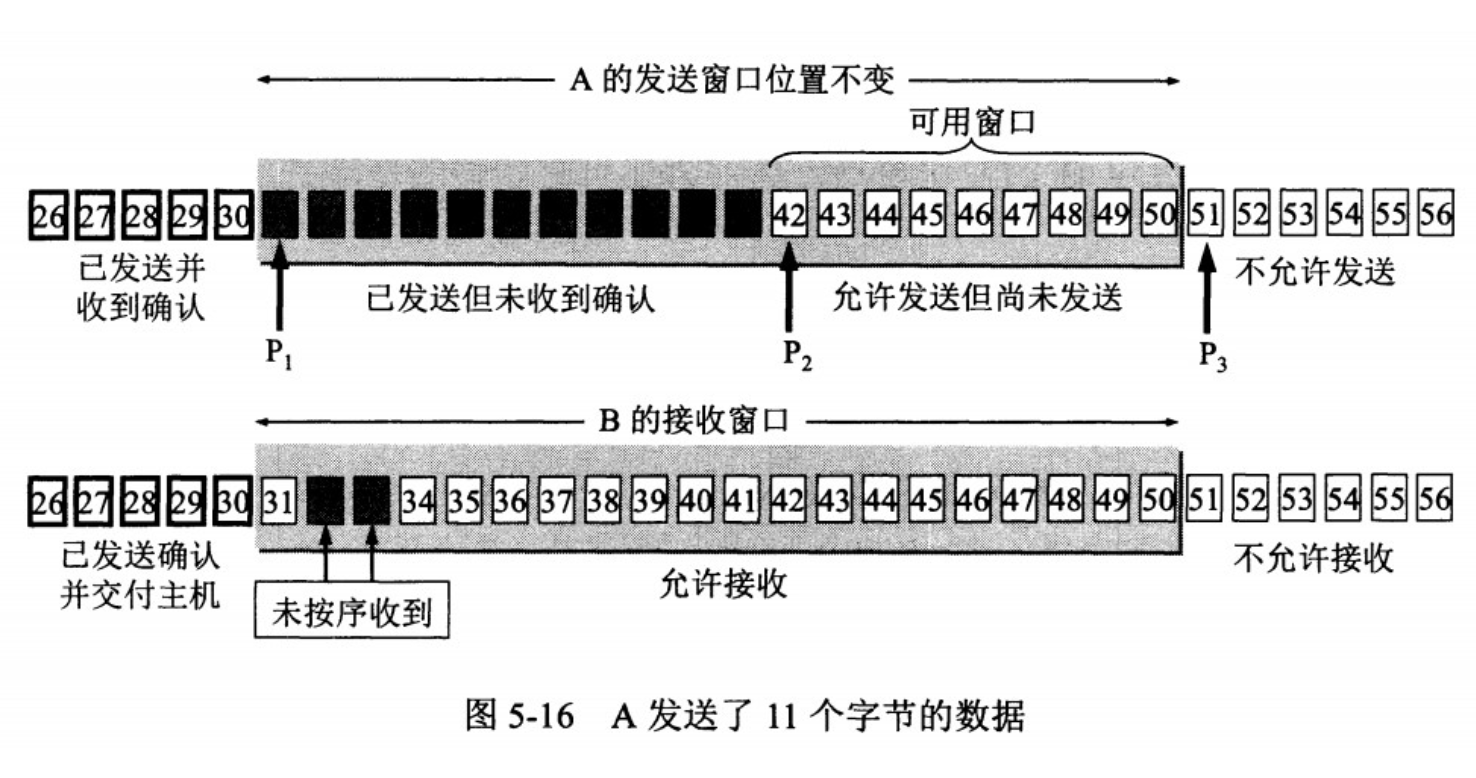 A 的发送窗口位置不变
可用窗口
26 27 28 29 30 42 43 44 45 46 47 48 49 50 51 52 53 54 55 56
已发送并
收到确认
已发送但未收到确认
允许发送但尚未发送
不允许发送
P1
P2
P3
B 的接收窗口
26 27 28 29 30 31 34 35 36 37 38 39 40 41 42 43 44 45 46 47 48 49 50 51 52 53 54 55 56
已发送确认
并交付主机
未按序收到
允许接收
不允许接收
图 5-16 A 发送了 11 个字节的数据